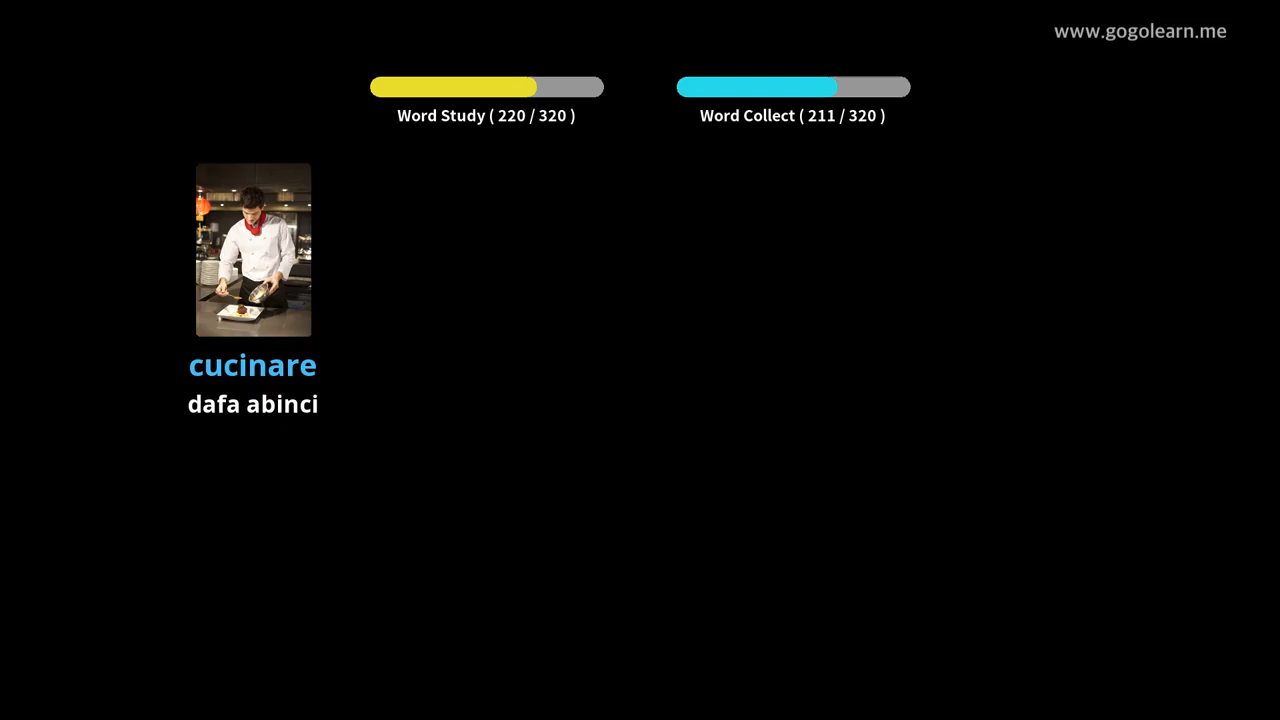 www.gogolearn.me
Word Study ( 220 / 320 )
Word Collect ( 211 / 320 )
cucinare
dafa abinci